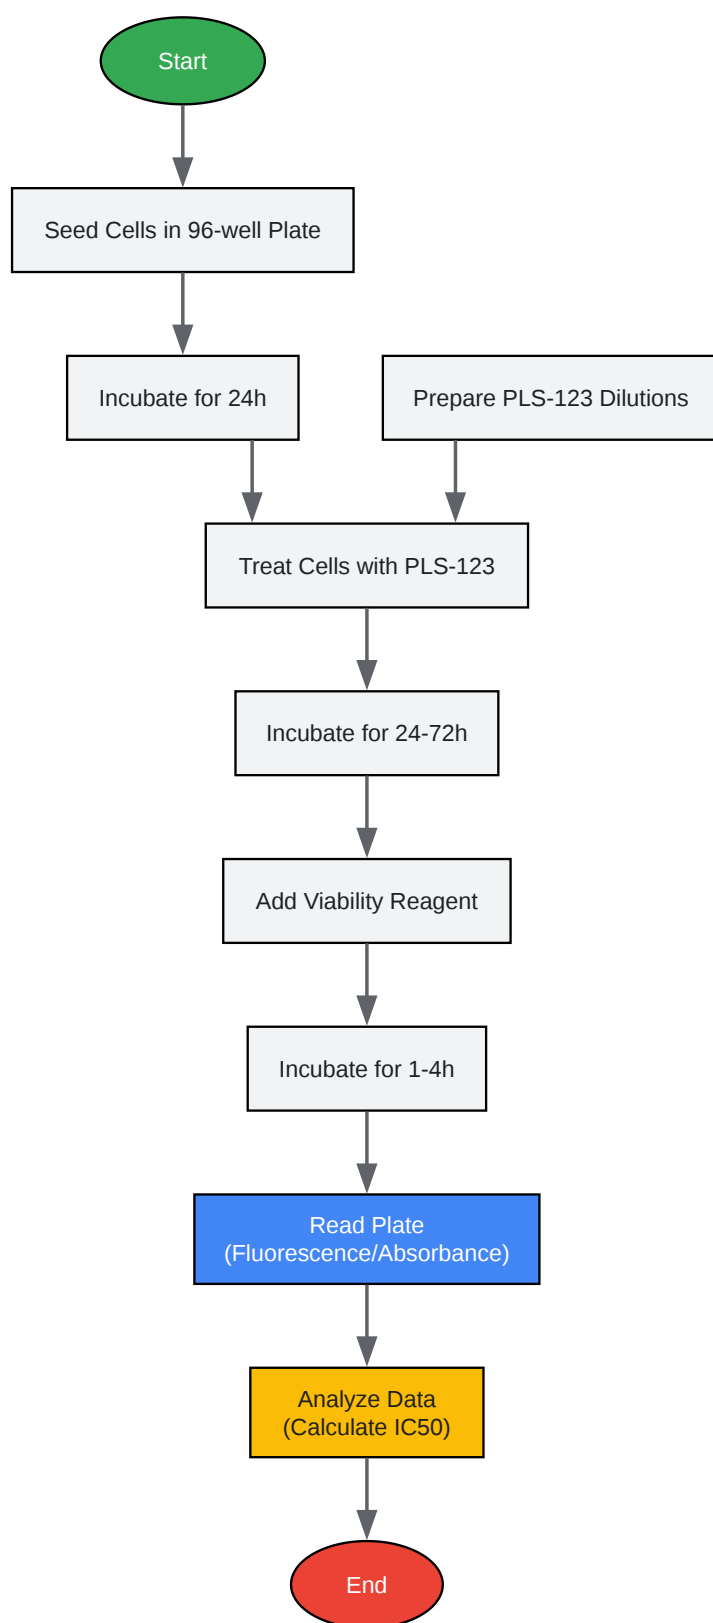 Start
Seed Cells in 96-well Plate
Incubate for 24h
Prepare PLS-123 Dilutions
Treat Cells with PLS-123
Incubate for 24-72h
Add Viability Reagent
Incubate for 1-4h
Read Plate
(Fluorescence/Absorbance)
Analyze Data
(Calculate IC50)
End